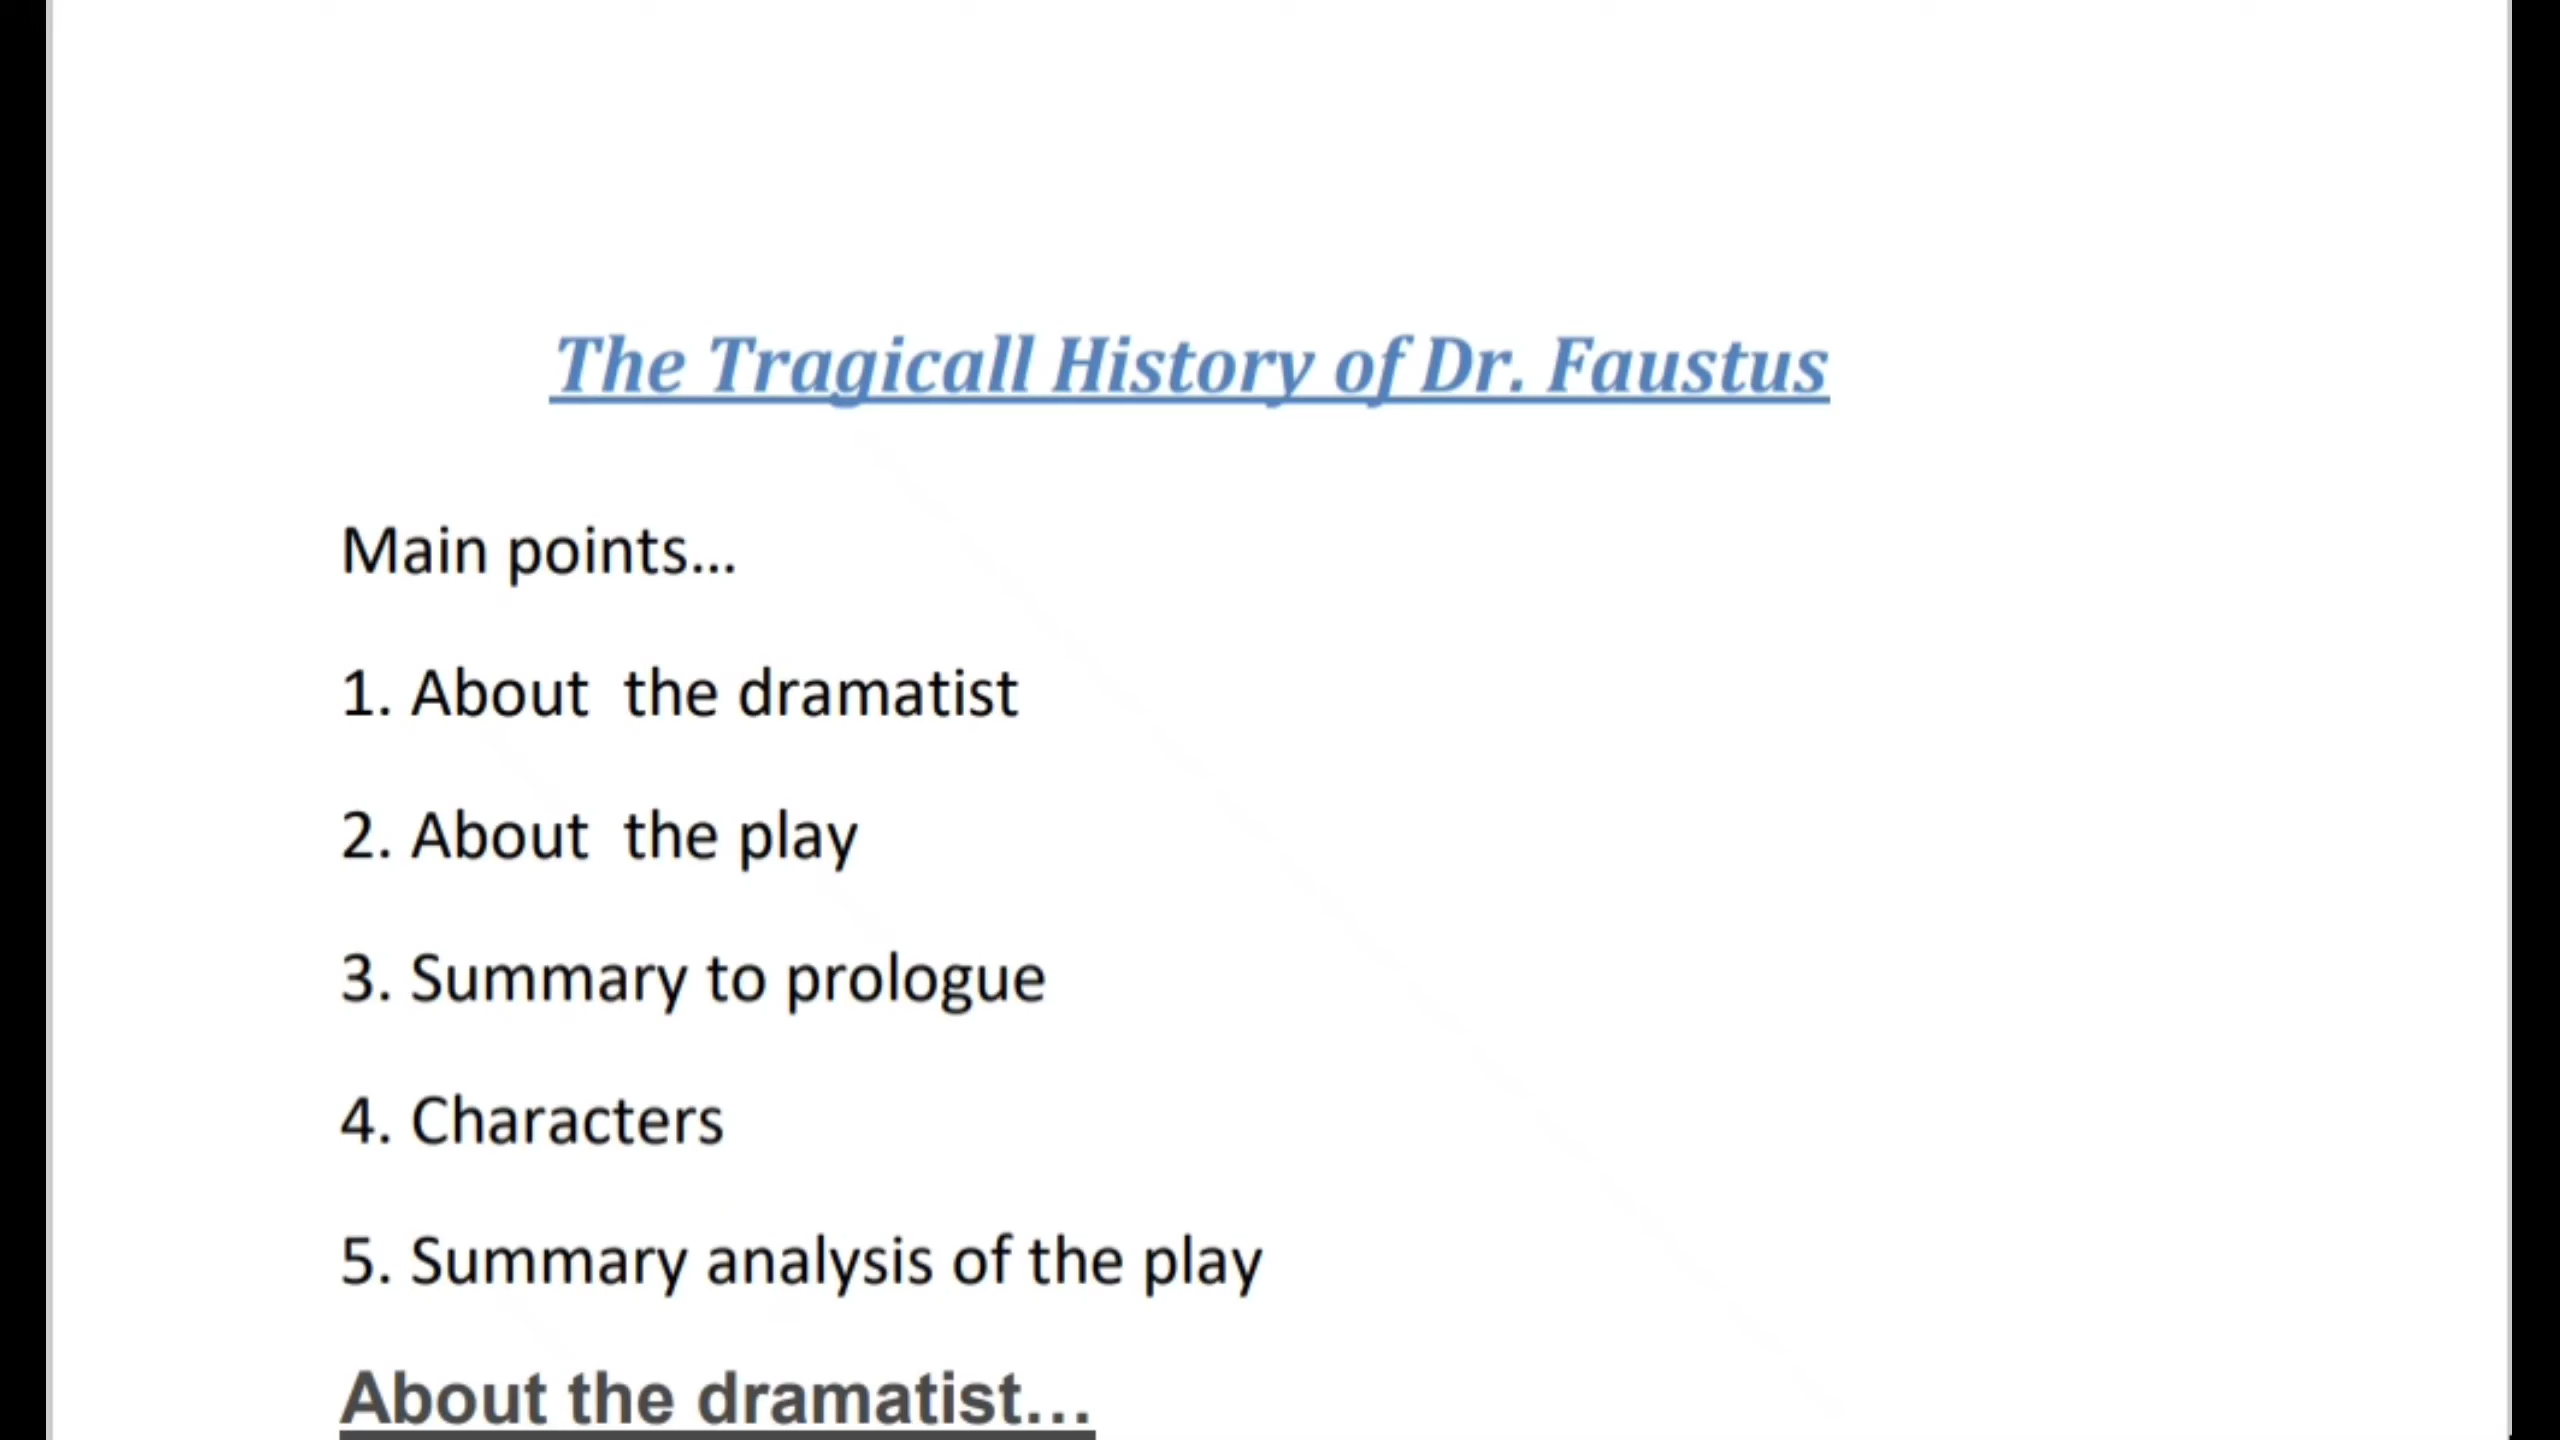 The Tragicall History of Dr. Faustus
Main points...
1. About  the dramatist
2. About  the play
3. Summary to prologue
4. Characters
5. Summary analysis of the play
About the dramatist...